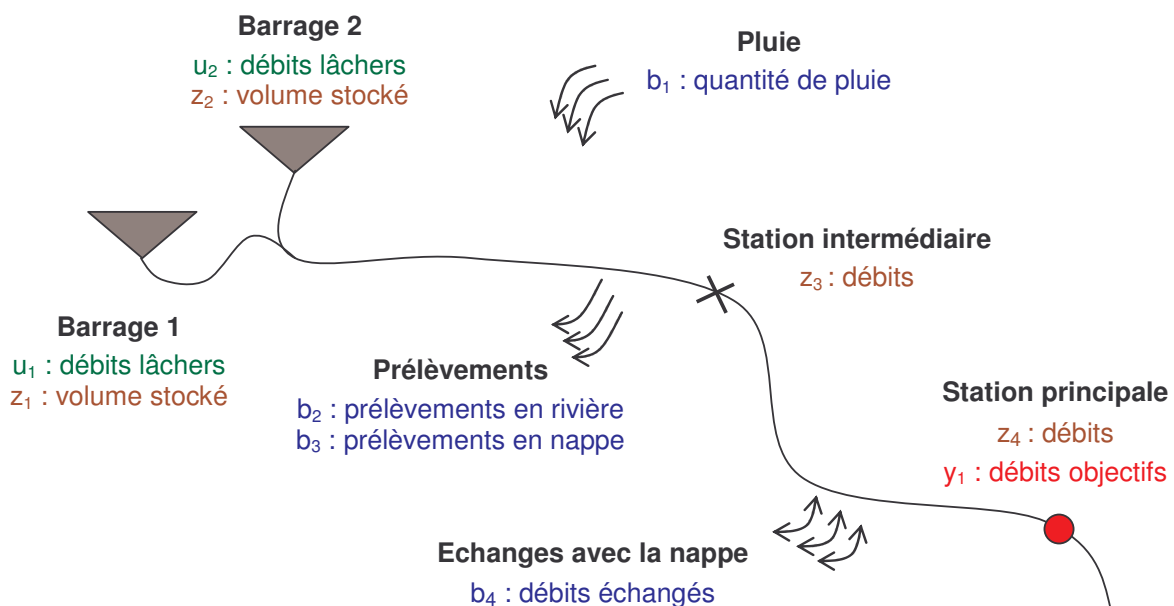 Barrage 2
u₂ : débits lâchers
z₂ : volume stocké
Pluie
b₁ : quantité de pluie
Station intermédiaire
z₃ : débits
Barrage 1
u₁ : débits lâchers
z₁ : volume stocké
Prélèvements
b₂ : prélèvements en rivière
b₃ : prélèvements en nappe
Station principale
z₄ : débits
y₁ : débits objectifs
Echanges avec la nappe
b₄ : débits échangés